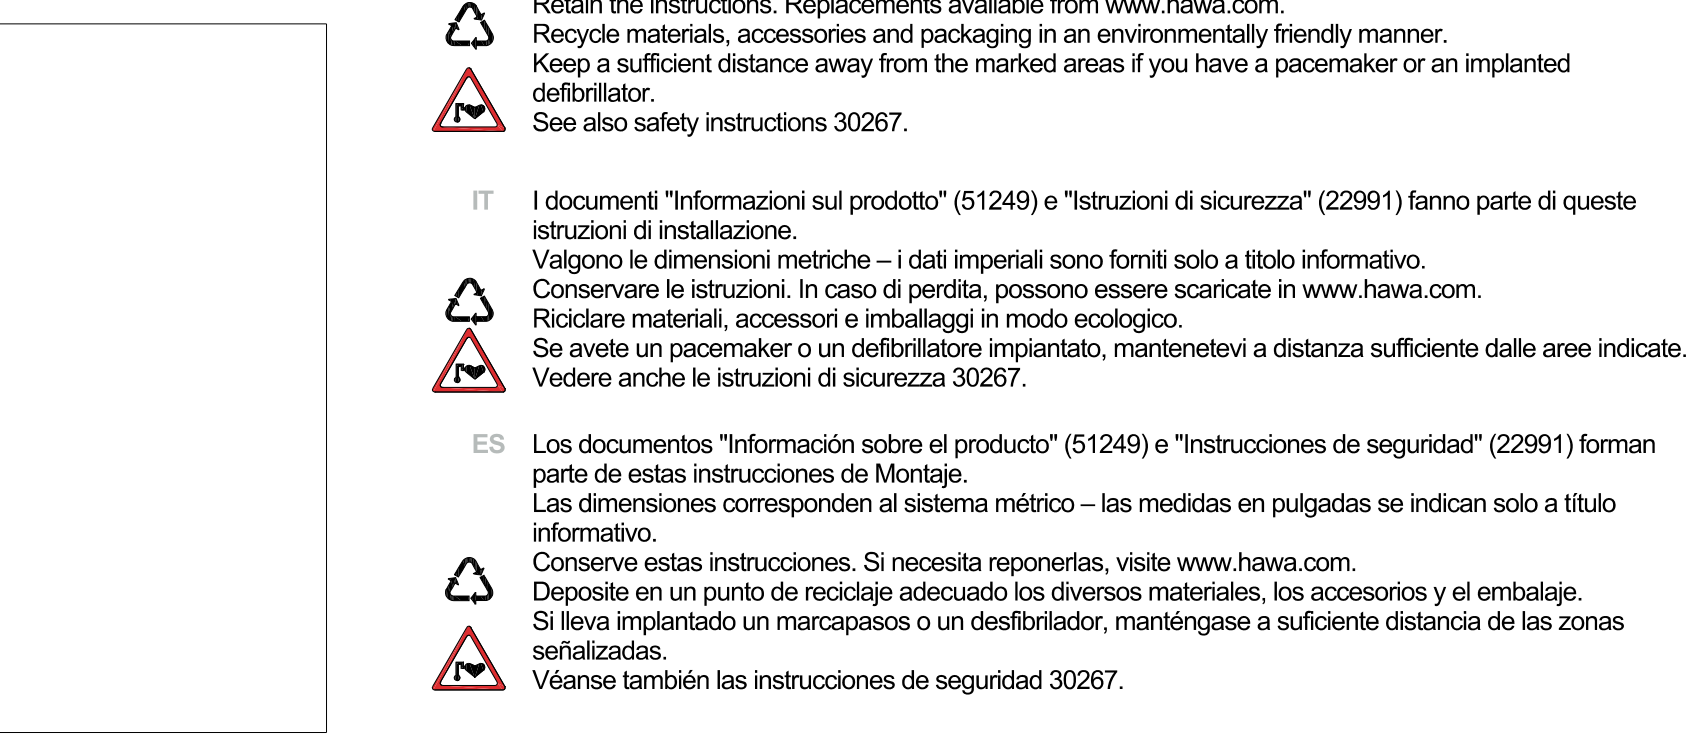 Retain the instructions. Replacements available from www.hawa.com.
Recycle materials, accessories and packaging in an environmentally friendly manner.
Keep a sufficient distance away from the marked areas if you have a pacemaker or an implanted
defibrillator.
See also safety instructions 30267.
IT I documenti "Informazioni sul prodotto" (51249) e "Istruzioni di sicurezza" (22991) fanno parte di queste
istruzioni di installazione.
Valgono le dimensioni metriche – i dati imperiali sono forniti solo a titolo informativo.
Conservare le istruzioni. In caso di perdita, possono essere scaricate in www.hawa.com.
Riciclare materiali, accessori e imballaggi in modo ecologico.
Se avete un pacemaker o un defibrillatore impiantato, mantenetevi a distanza sufficiente dalle aree indicate.
Vedere anche le istruzioni di sicurezza 30267.
ES Los documentos "Información sobre el producto" (51249) e "Instrucciones de seguridad" (22991) forman
parte de estas instrucciones de Montaje.
Las dimensiones corresponden al sistema métrico – las medidas en pulgadas se indican solo a título
informativo.
Conserve estas instrucciones. Si necesita reponerlas, visite www.hawa.com.
Deposite en un punto de reciclaje adecuado los diversos materiales, los accesorios y el embalaje.
Si lleva implantado un marcapasos o un desfibrilador, manténgase a suficiente distancia de las zonas
señalizadas.
Véanse también las instrucciones de seguridad 30267.